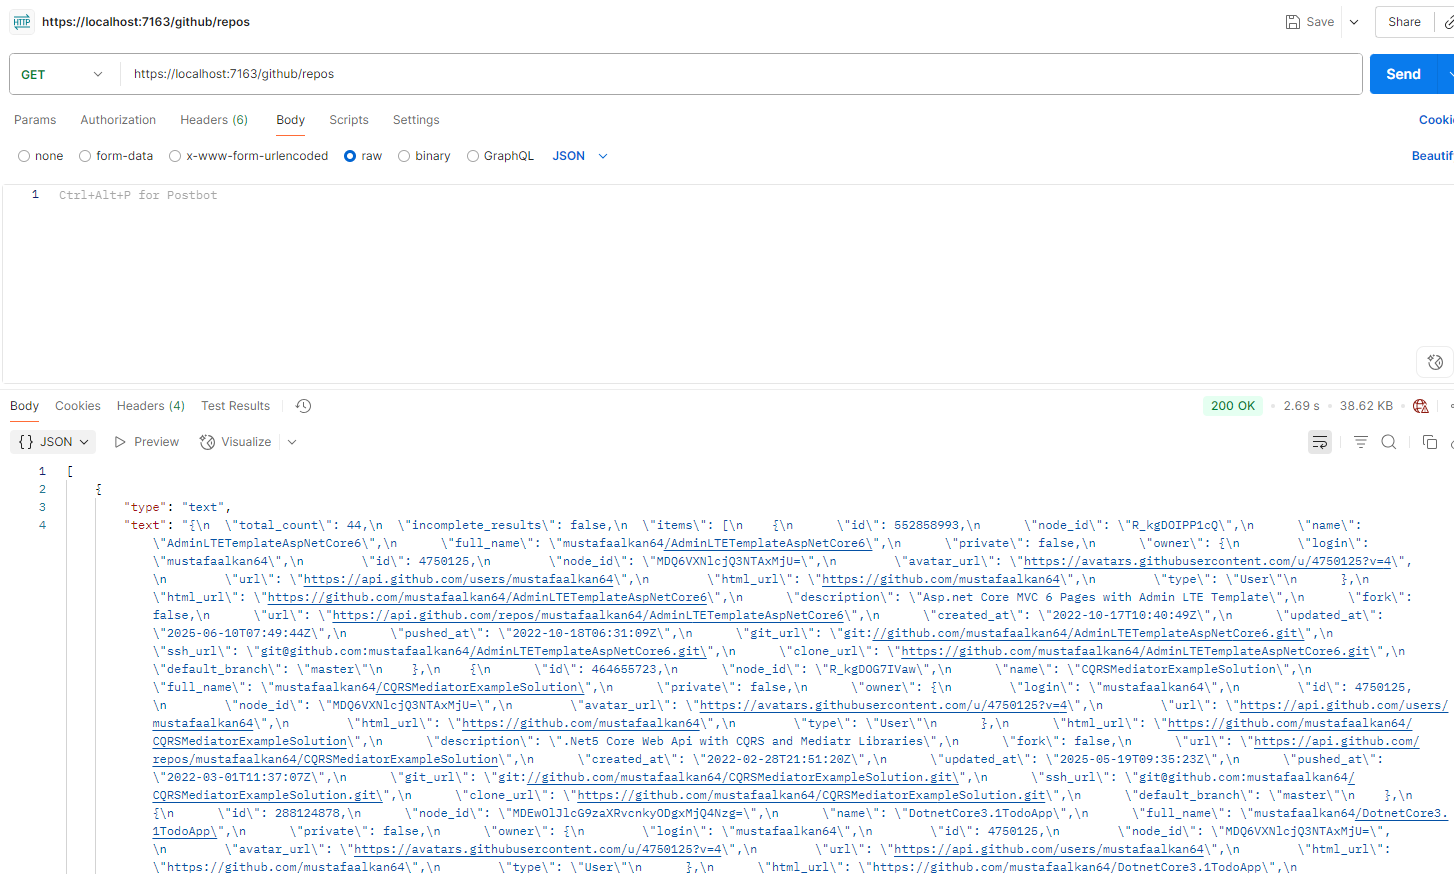 HTTP https://localhost:7163/github/repos Save Share
GET https://localhost:7163/github/repos Send
Params Authorization Headers (6) Body Scripts Settings Cookie
none form-data x-www-form-urlencoded raw binary GraphQL JSON Beautif
1 Ctrl+Alt+P for Postbot
Body Cookies Headers (4) Test Results 200 OK • 2.69 s • 38.62 KB •
{} JSON Preview Visualize
1 [
2 {
3 "type": "text",
4 "text": "{\n  \"total_count\": 44,\n  \"incomplete_results\": false,\n  \"items\": [\n    {\n      \"id\": 552858993,\n      \"node_id\": \"R_kgDOIPP1cQ\",\n      \"name\":
\"AdminLTETemplateAspNetCore6\",\n      \"full_name\": \"mustafaalkan64/AdminLTETemplateAspNetCore6\",\n      \"private\": false,\n      \"owner\": {\n        \"login\":
\"mustafaalkan64\",\n        \"id\": 4750125,\n        \"node_id\": \"MDQ6VXNlcjQ3NTAxMjU=\",\n        \"avatar_url\": \"https://avatars.githubusercontent.com/u/4750125?v=4\",
\n        \"url\": \"https://api.github.com/users/mustafaalkan64\",\n        \"html_url\": \"https://github.com/mustafaalkan64\",\n        \"type\": \"User\"\n      },\n
\"html_url\": \"https://github.com/mustafaalkan64/AdminLTETemplateAspNetCore6\",\n      \"description\": \"Asp.net Core MVC 6 Pages with Admin LTE Template\",\n      \"fork\":
false,\n      \"url\": \"https://api.github.com/repos/mustafaalkan64/AdminLTETemplateAspNetCore6\",\n      \"created_at\": \"2022-10-17T10:40:49Z\",\n      \"updated_at\":
\"2025-06-10T07:49:44Z\",\n      \"pushed_at\": \"2022-10-18T06:31:09Z\",\n      \"git_url\": \"git://github.com/mustafaalkan64/AdminLTETemplateAspNetCore6.git\",\n
\"ssh_url\": \"git@github.com:mustafaalkan64/AdminLTETemplateAspNetCore6.git\",\n      \"clone_url\": \"https://github.com/mustafaalkan64/AdminLTETemplateAspNetCore6.git\",\n
\"default_branch\": \"master\"\n    },\n    {\n      \"id\": 464655723,\n      \"node_id\": \"R_kgDOG7IVaw\",\n      \"name\": \"CQRSMediatorExampleSolution\",\n
\"full_name\": \"mustafaalkan64/CQRSMediatorExampleSolution\",\n      \"private\": false,\n      \"owner\": {\n        \"login\": \"mustafaalkan64\",\n        \"id\": 4750125,
\n        \"node_id\": \"MDQ6VXNlcjQ3NTAxMjU=\",\n        \"avatar_url\": \"https://avatars.githubusercontent.com/u/4750125?v=4\",\n        \"url\": \"https://api.github.com/users/
mustafaalkan64\",\n        \"html_url\": \"https://github.com/mustafaalkan64\",\n        \"type\": \"User\"\n      },\n      \"html_url\": \"https://github.com/mustafaalkan64/
CQRSMediatorExampleSolution\",\n      \"description\": \".Net5 Core Web Api with CQRS and Mediatr Libraries\",\n      \"fork\": false,\n      \"url\": \"https://api.github.com/
repos/mustafaalkan64/CQRSMediatorExampleSolution\",\n      \"created_at\": \"2022-02-28T21:51:20Z\",\n      \"updated_at\": \"2025-05-19T09:35:23Z\",\n      \"pushed_at\":
\"2022-03-01T11:37:07Z\",\n      \"git_url\": \"git://github.com/mustafaalkan64/CQRSMediatorExampleSolution.git\",\n      \"ssh_url\": \"git@github.com:mustafaalkan64/
CQRSMediatorExampleSolution.git\",\n      \"clone_url\": \"https://github.com/mustafaalkan64/CQRSMediatorExampleSolution.git\",\n      \"default_branch\": \"master\"\n    },\n
{\n      \"id\": 288124878,\n      \"node_id\": \"MDEwOlJlcG9zaXRvcnkyODgxMjQ4Nzg=\",\n      \"name\": \"DotnetCore3.1TodoApp\",\n      \"full_name\": \"mustafaalkan64/DotnetCore3.
1TodoApp\",\n      \"private\": false,\n      \"owner\": {\n        \"login\": \"mustafaalkan64\",\n        \"id\": 4750125,\n        \"node_id\": \"MDQ6VXNlcjQ3NTAxMjU=\",
\n        \"avatar_url\": \"https://avatars.githubusercontent.com/u/4750125?v=4\",\n        \"url\": \"https://api.github.com/users/mustafaalkan64\",\n        \"html_url\":
\"https://github.com/mustafaalkan64\",\n        \"type\": \"User\"\n      },\n      \"html_url\": \"https://github.com/mustafaalkan64/DotnetCore3.1TodoApp\",\n